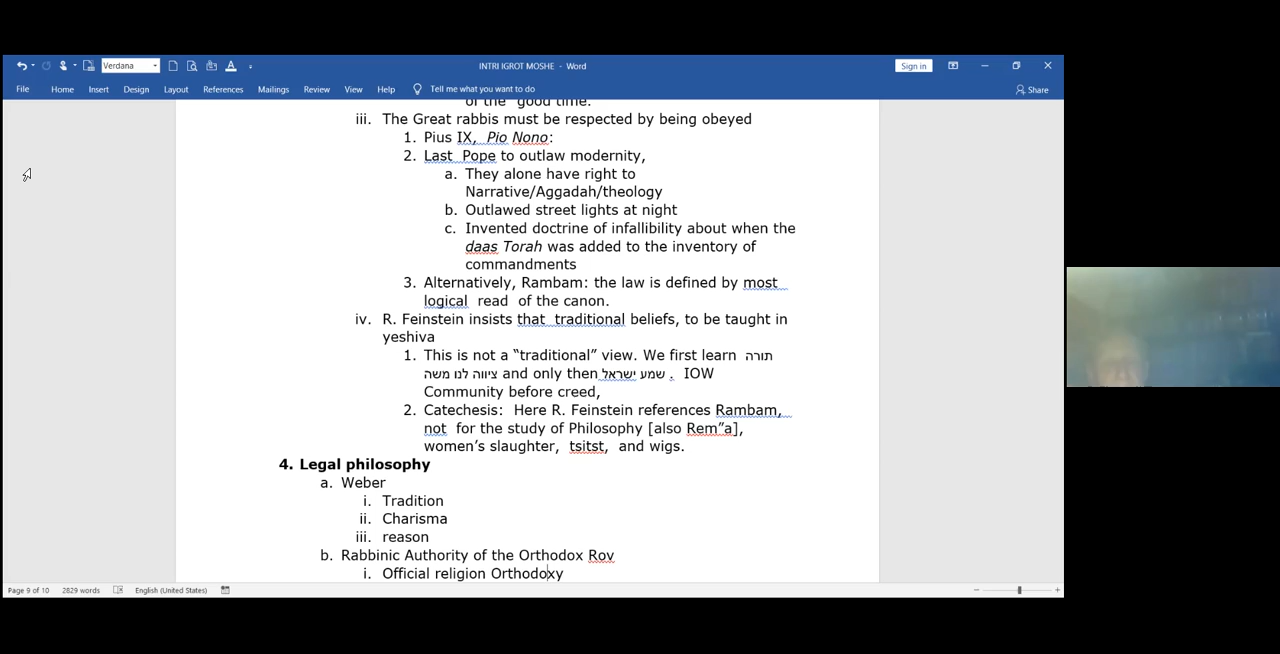 Verdana
INTRI IGROT MOSHE - Word
Sign in
File Home Insert Design Layout References Mailings Review View Help Tell me what you want to do Share
of the "good time.
iii. The Great rabbis must be respected by being obeyed
1. Pius IX, Pio Nono:
2. Last Pope to outlaw modernity,
a. They alone have right to
Narrative/Aggadah/theology
b. Outlawed street lights at night
c. Invented doctrine of infallibility about when the
daas Torah was added to the inventory of
commandments
3. Alternatively, Rambam: the law is defined by most
logical read of the canon.
iv. R. Feinstein insists that traditional beliefs, to be taught in
yeshiva
1. This is not a “traditional” view. We first learn תורה
ציווה לנו משה and only then שמע ישראל . IOW
Community before creed,
2. Catechesis: Here R. Feinstein references Rambam,
not for the study of Philosophy [also Rem”a],
women’s slaughter, tsitst, and wigs.
4. Legal philosophy
a. Weber
i. Tradition
ii. Charisma
iii. reason
b. Rabbinic Authority of the Orthodox Rov
i. Official religion Orthodoxy
Page 9 of 10 2829 words English (United States)